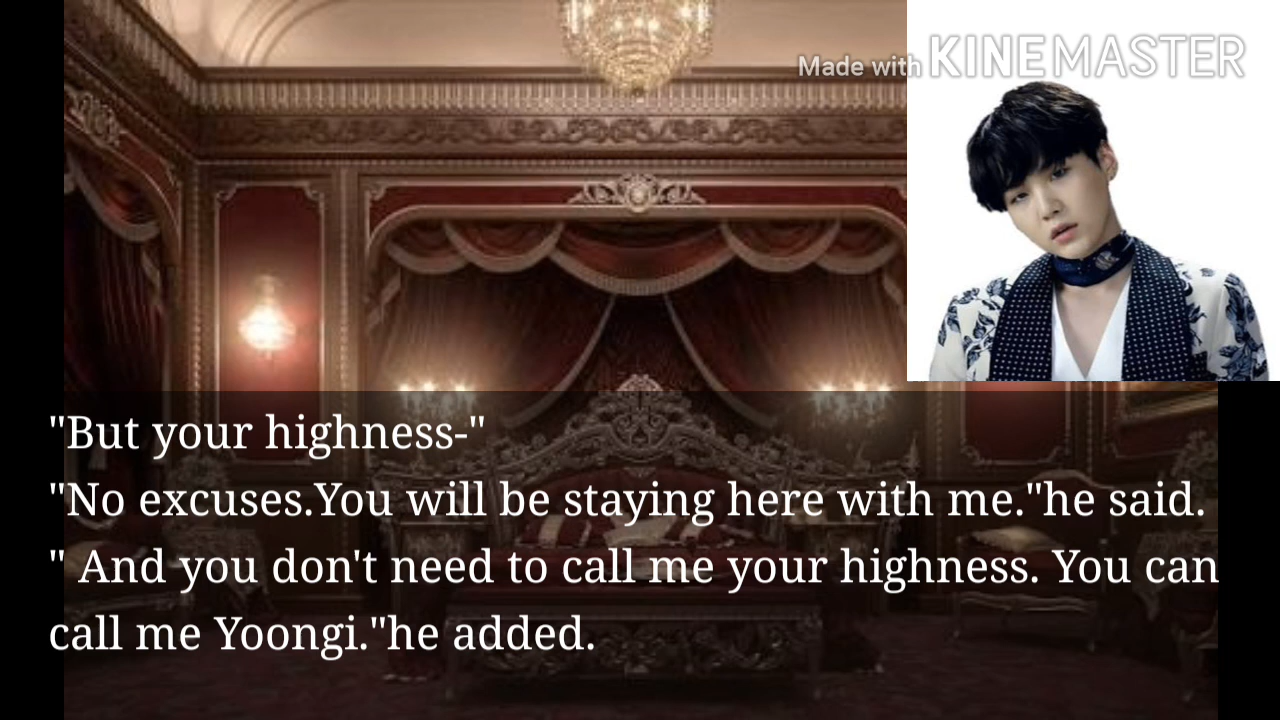 Made with KINEMASTER
"But your highness-"
"No excuses.You will be staying here with me."he said.
" And you don't need to call me your highness. You can
call me Yoongi."he added.